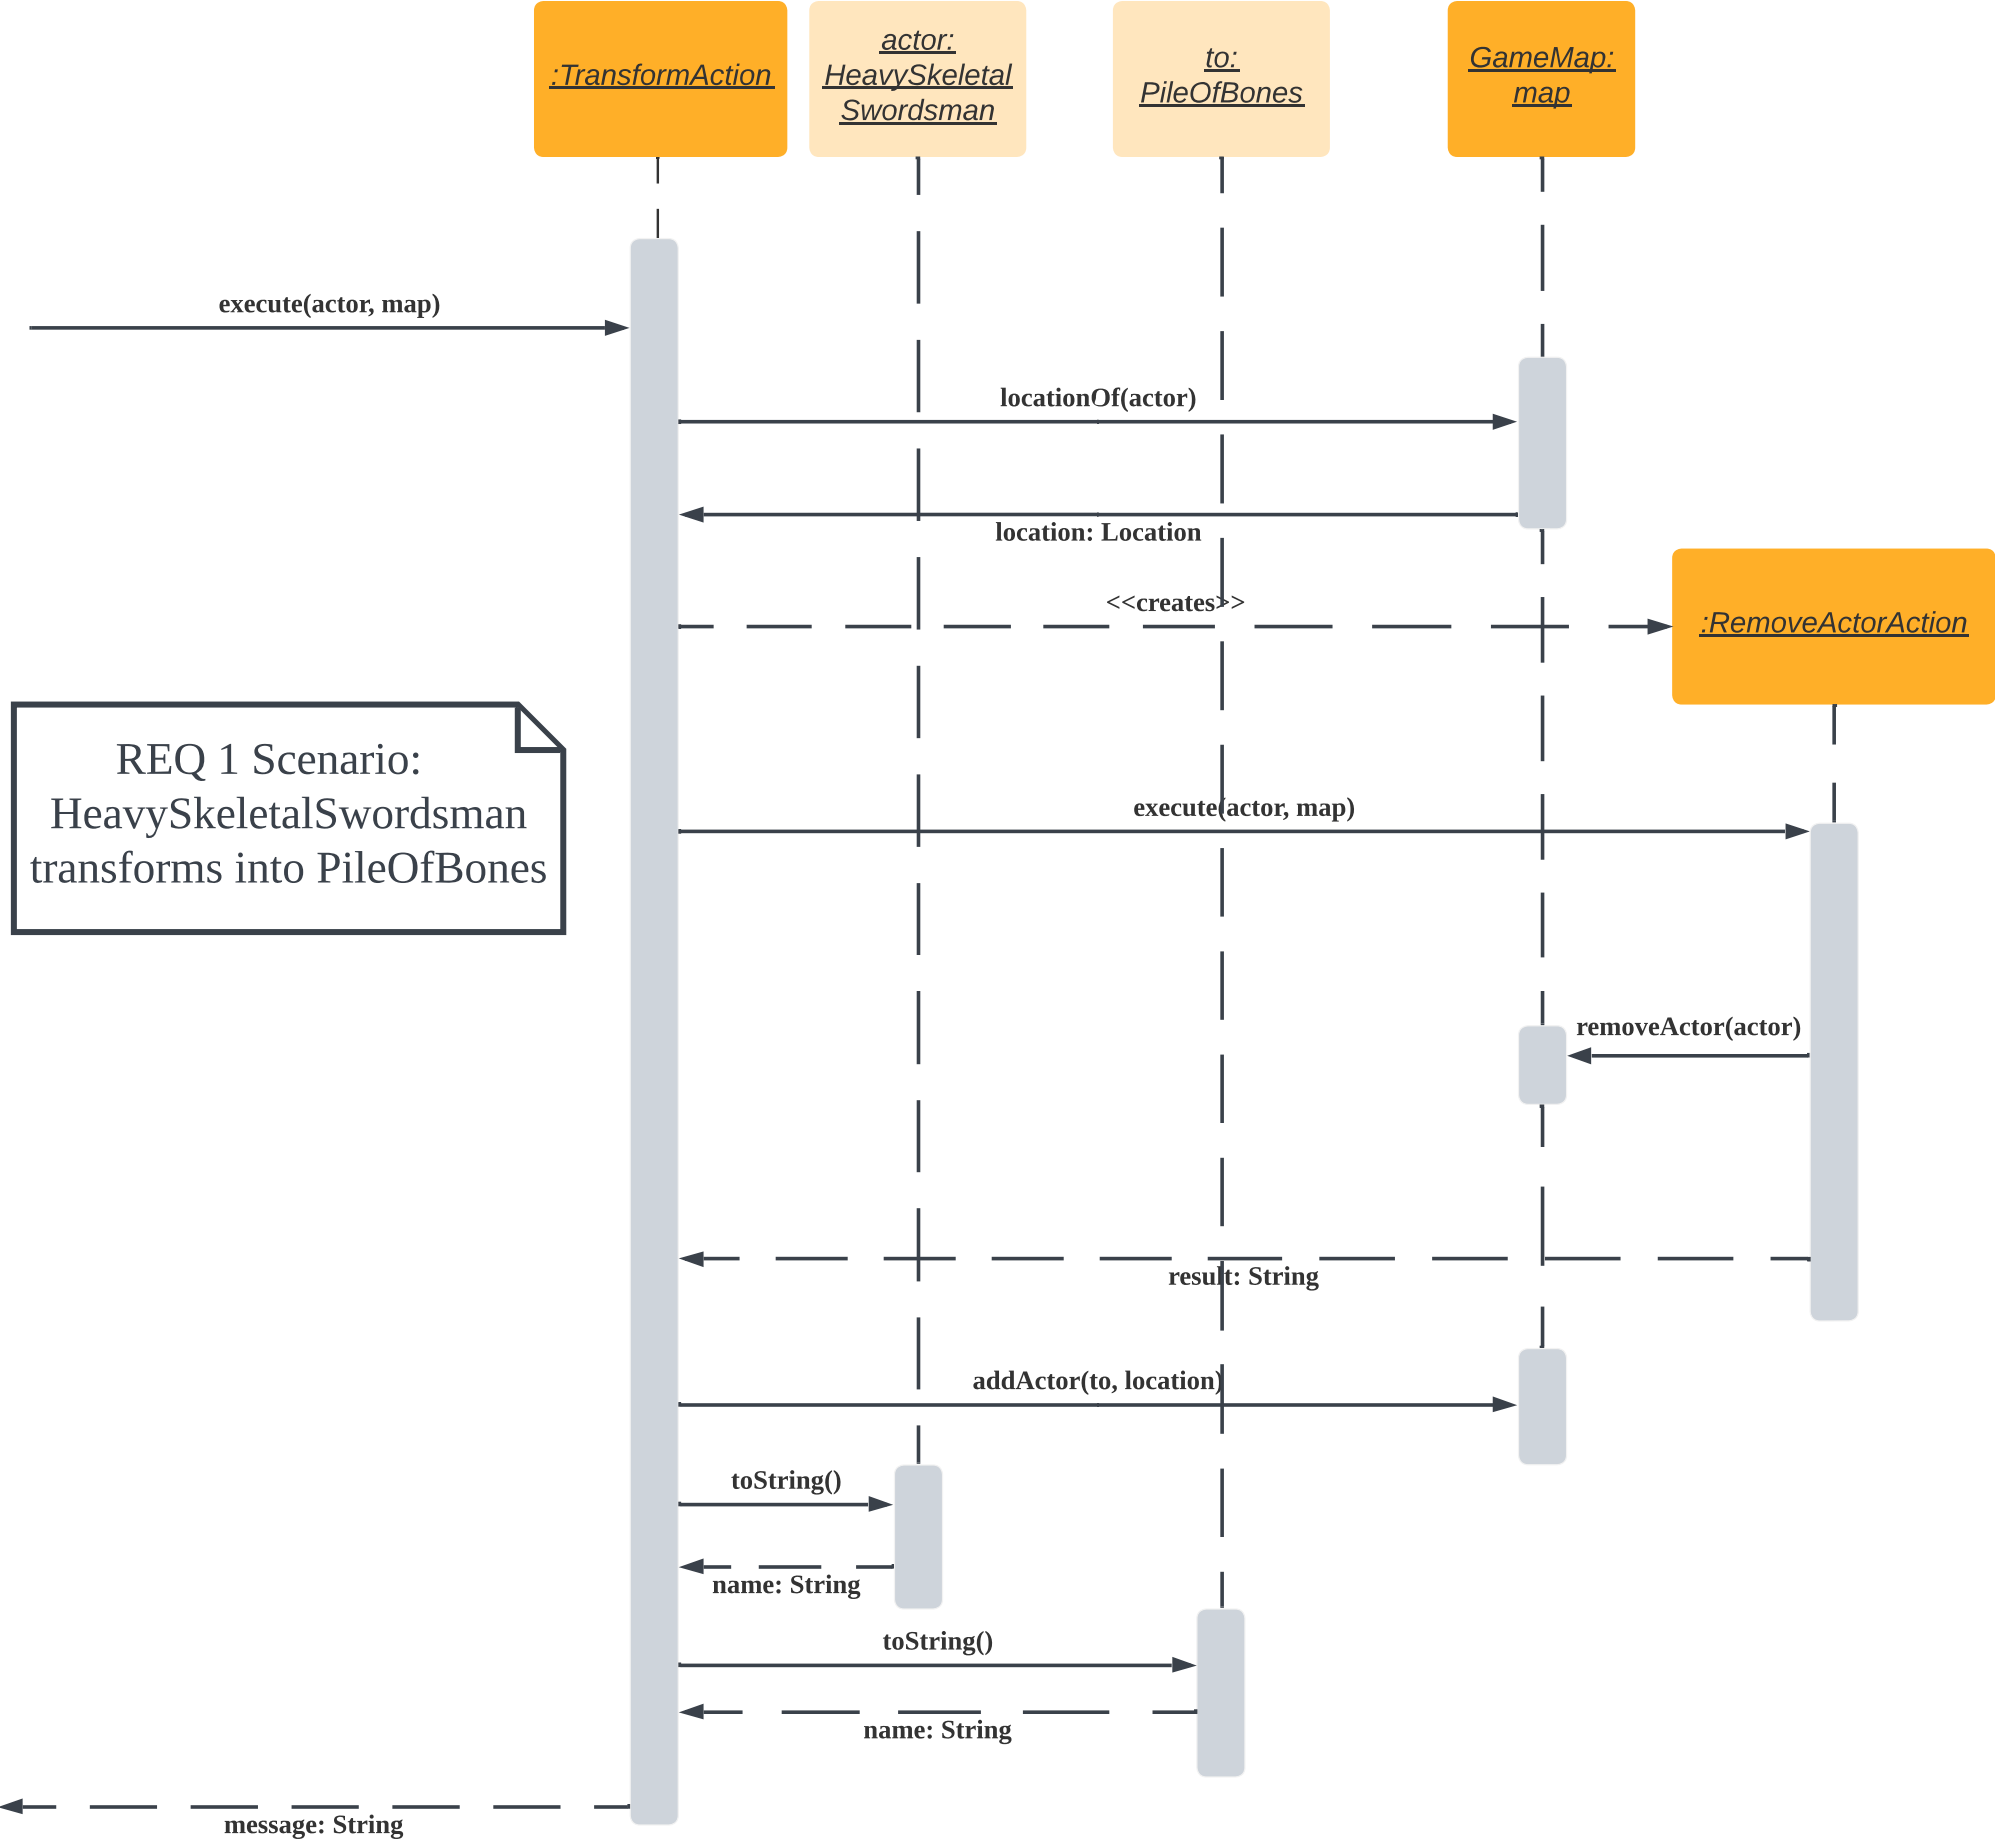 :TransformAction
actor:
HeavySkeletal
Swordsman
to:
PileOfBones
GameMap:
map
execute(actor, map)
locationOf(actor)
location: Location
<<creates>>
:RemoveActorAction
REQ 1 Scenario:
HeavySkeletalSwordsman
transforms into PileOfBones
execute(actor, map)
removeActor(actor)
result: String
addActor(to, location)
toString()
name: String
toString()
name: String
message: String